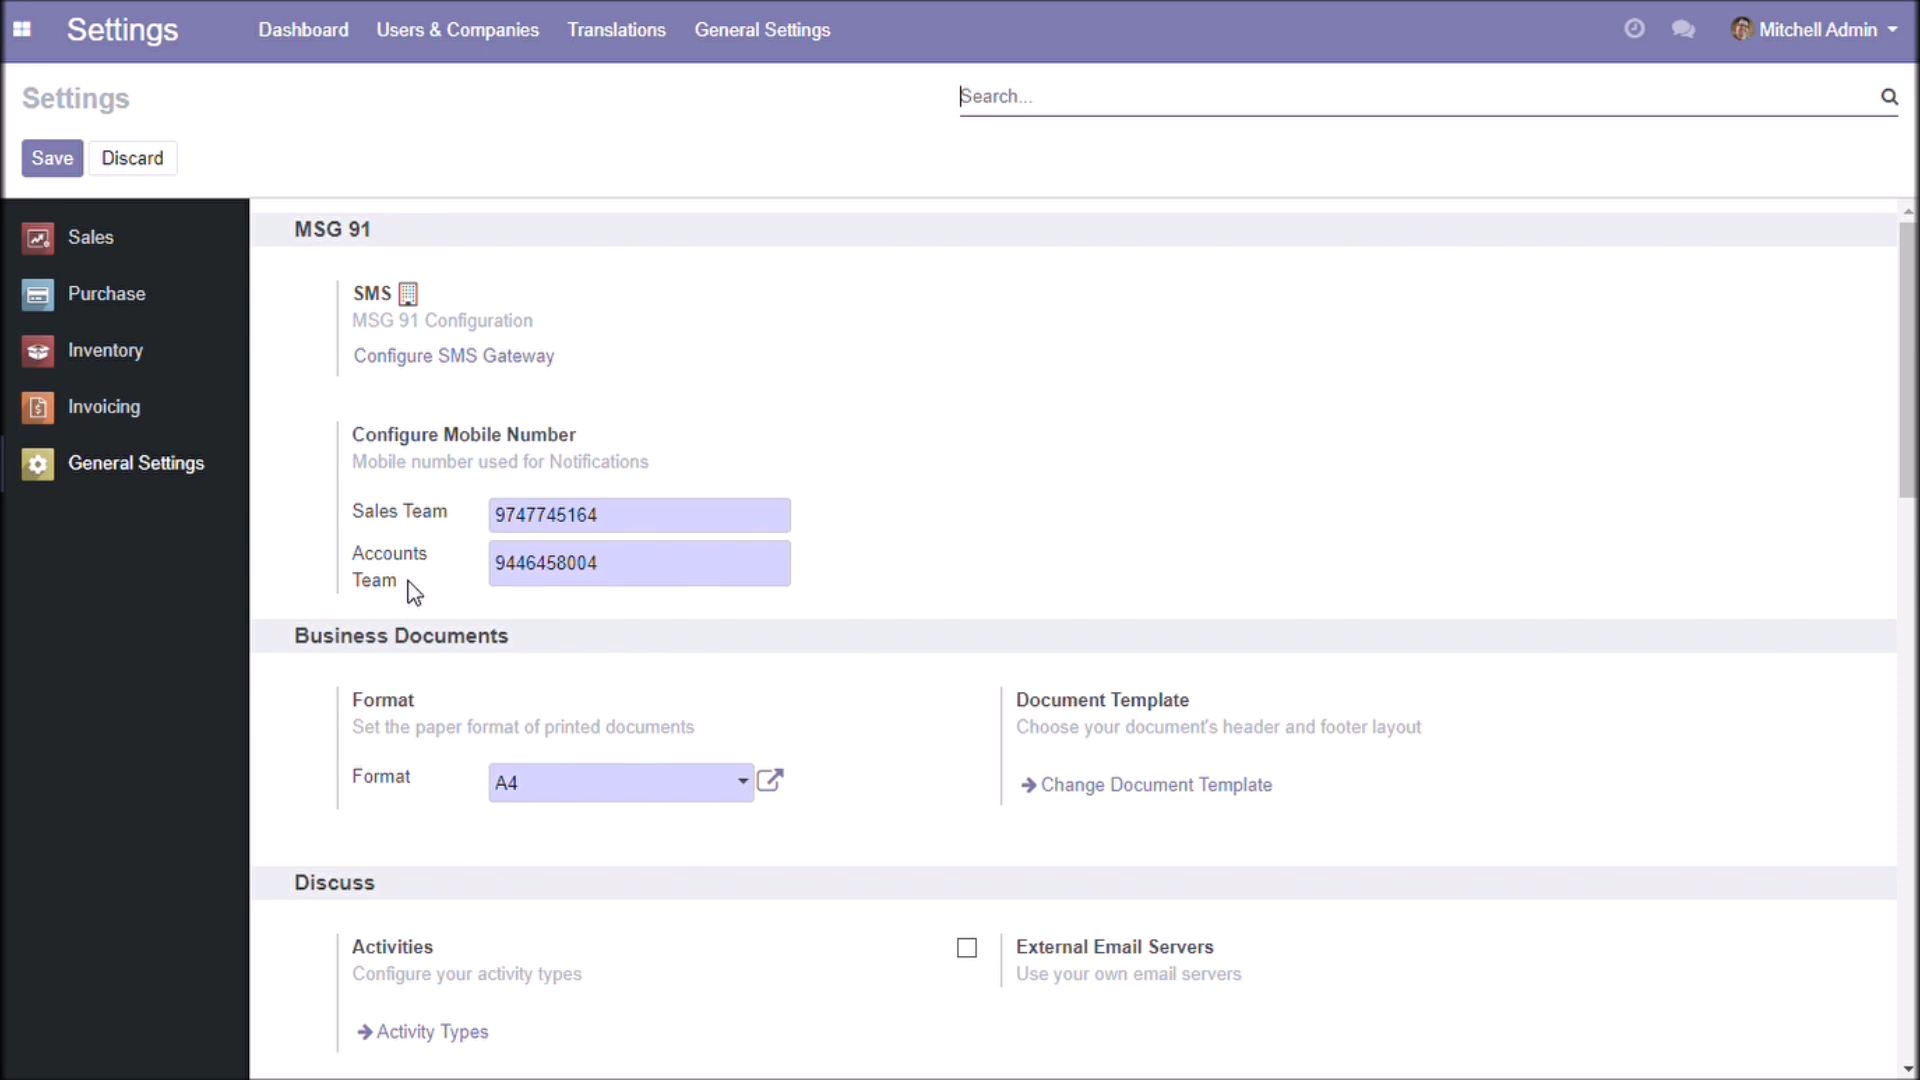 Settings
Dashboard
Users & Companies
Translations
General Settings
Mitchell Admin
Settings
Search...
Save
Discard
Sales
Purchase
Inventory
Invoicing
General Settings
MSG 91
SMS
MSG 91 Configuration
Configure SMS Gateway
Configure Mobile Number
Mobile number used for Notifications
Sales Team
9747745164
Accounts
Team
9446458004
Business Documents
Format
Set the paper format of printed documents
Format
A4
Document Template
Choose your document's header and footer layout
Change Document Template
Discuss
Activities
Configure your activity types
Activity Types
External Email Servers
Use your own email servers